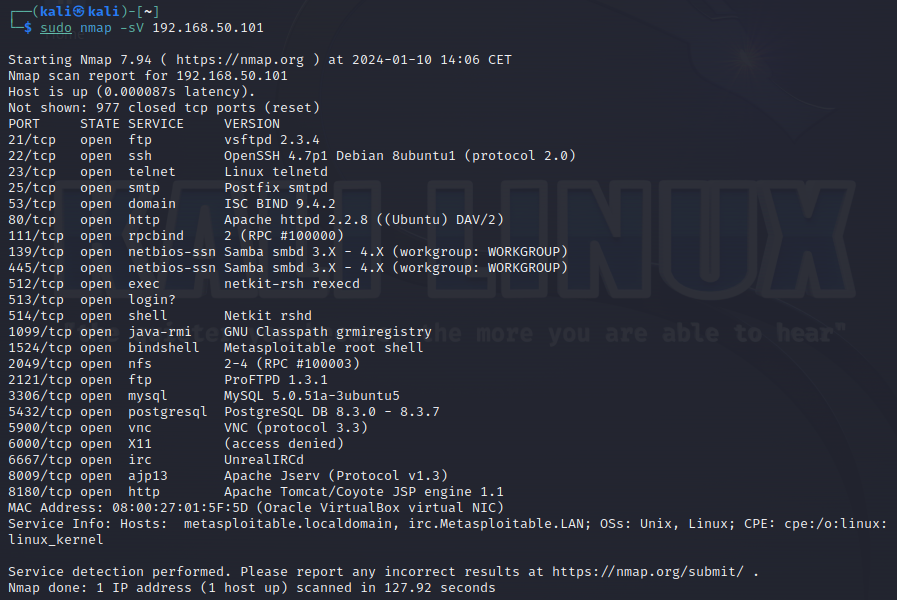 ┌──(kali㉿kali)-[~]
└─$ sudo nmap -sV 192.168.50.101
Starting Nmap 7.94 ( https://nmap.org ) at 2024-01-10 14:06 CET
Nmap scan report for 192.168.50.101
Host is up (0.000087s latency).
Not shown: 977 closed tcp ports (reset)
PORT     STATE SERVICE     VERSION
21/tcp   open  ftp         vsftpd 2.3.4
22/tcp   open  ssh         OpenSSH 4.7p1 Debian 8ubuntu1 (protocol 2.0)
23/tcp   open  telnet      Linux telnetd
25/tcp   open  smtp        Postfix smtpd
53/tcp   open  domain      ISC BIND 9.4.2
80/tcp   open  http        Apache httpd 2.2.8 ((Ubuntu) DAV/2)
111/tcp  open  rpcbind     2 (RPC #100000)
139/tcp  open  netbios-ssn Samba smbd 3.X - 4.X (workgroup: WORKGROUP)
445/tcp  open  netbios-ssn Samba smbd 3.X - 4.X (workgroup: WORKGROUP)
512/tcp  open  exec        netkit-rsh rexecd
513/tcp  open  login?
514/tcp  open  shell       Netkit rshd
1099/tcp open  java-rmi    GNU Classpath grmiregistry
1524/tcp open  bindshell   Metasploitable root shell
2049/tcp open  nfs         2-4 (RPC #100003)
2121/tcp open  ftp         ProFTPD 1.3.1
3306/tcp open  mysql       MySQL 5.0.51a-3ubuntu5
5432/tcp open  postgresql  PostgreSQL DB 8.3.0 - 8.3.7
5900/tcp open  vnc         VNC (protocol 3.3)
6000/tcp open  X11         (access denied)
6667/tcp open  irc         UnrealIRCd
8009/tcp open  ajp13       Apache Jserv (Protocol v1.3)
8180/tcp open  http        Apache Tomcat/Coyote JSP engine 1.1
MAC Address: 08:00:27:01:5F:5D (Oracle VirtualBox virtual NIC)
Service Info: Hosts:  metasploitable.localdomain, irc.Metasploitable.LAN; OSs: Unix, Linux; CPE: cpe:/o:linux:
linux_kernel
Service detection performed. Please report any incorrect results at https://nmap.org/submit/ .
Nmap done: 1 IP address (1 host up) scanned in 127.92 seconds
KALI LINUX
the more you are able to hear"